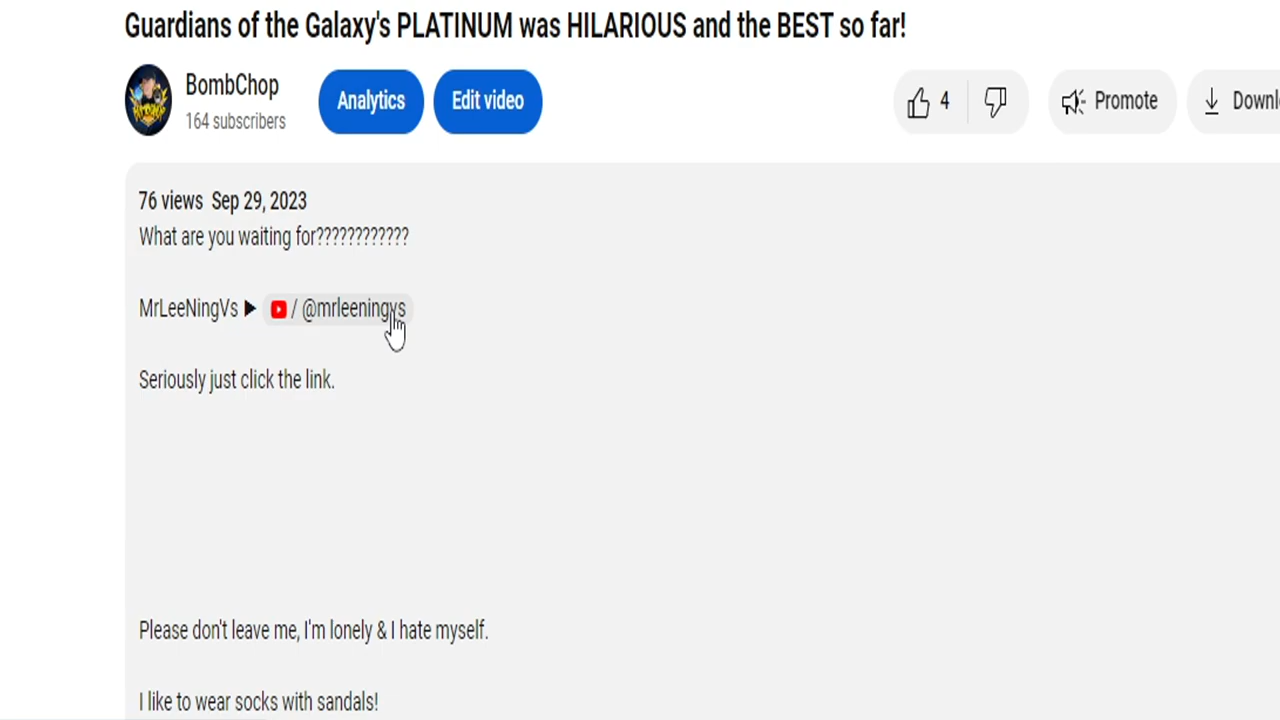 Guardians of the Galaxy's PLATINUM was HILARIOUS and the BEST so far!
BombChop
164 subscribers
Analytics
Edit video
4
Promote
Downl
76 views Sep 29, 2023
What are you waiting for????????????
MrLeeNingVs ▶ / @mrleeningvs
Seriously just click the link.
Please don't leave me, I'm lonely & I hate myself.
I like to wear socks with sandals!